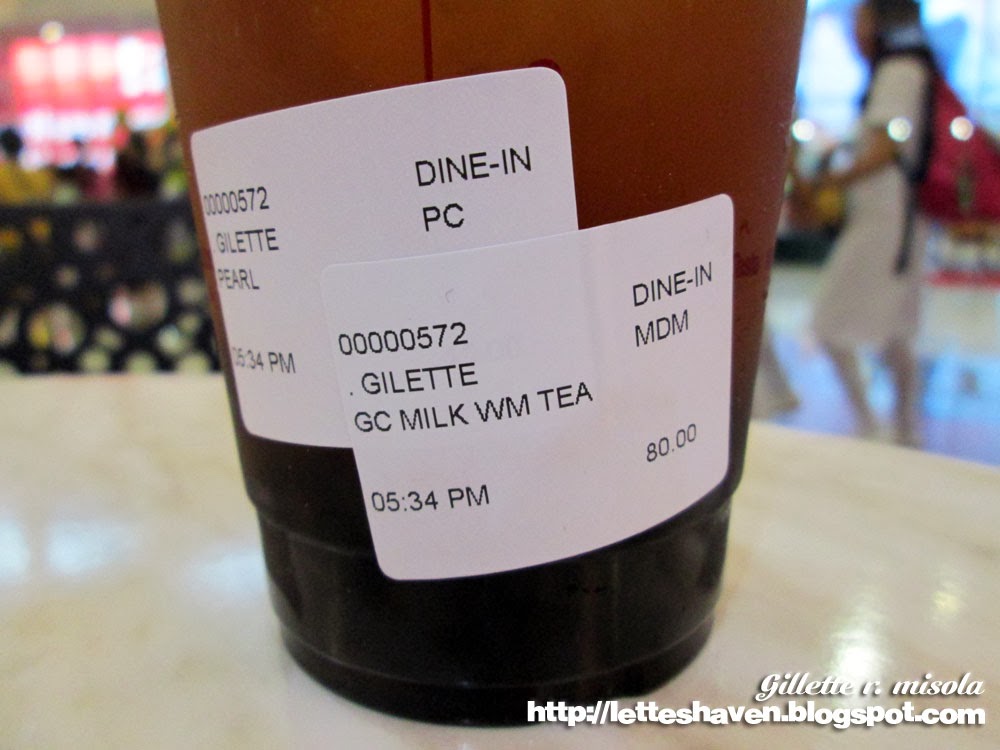 00000572 DINE-IN
. GILETTE PC
PEARL
05:34 PM
00000572 DINE-IN
. GILETTE MDM
GC MILK WM TEA
80.00
05:34 PM
Gillette r. misola
http://letteshaven.blogspot.com